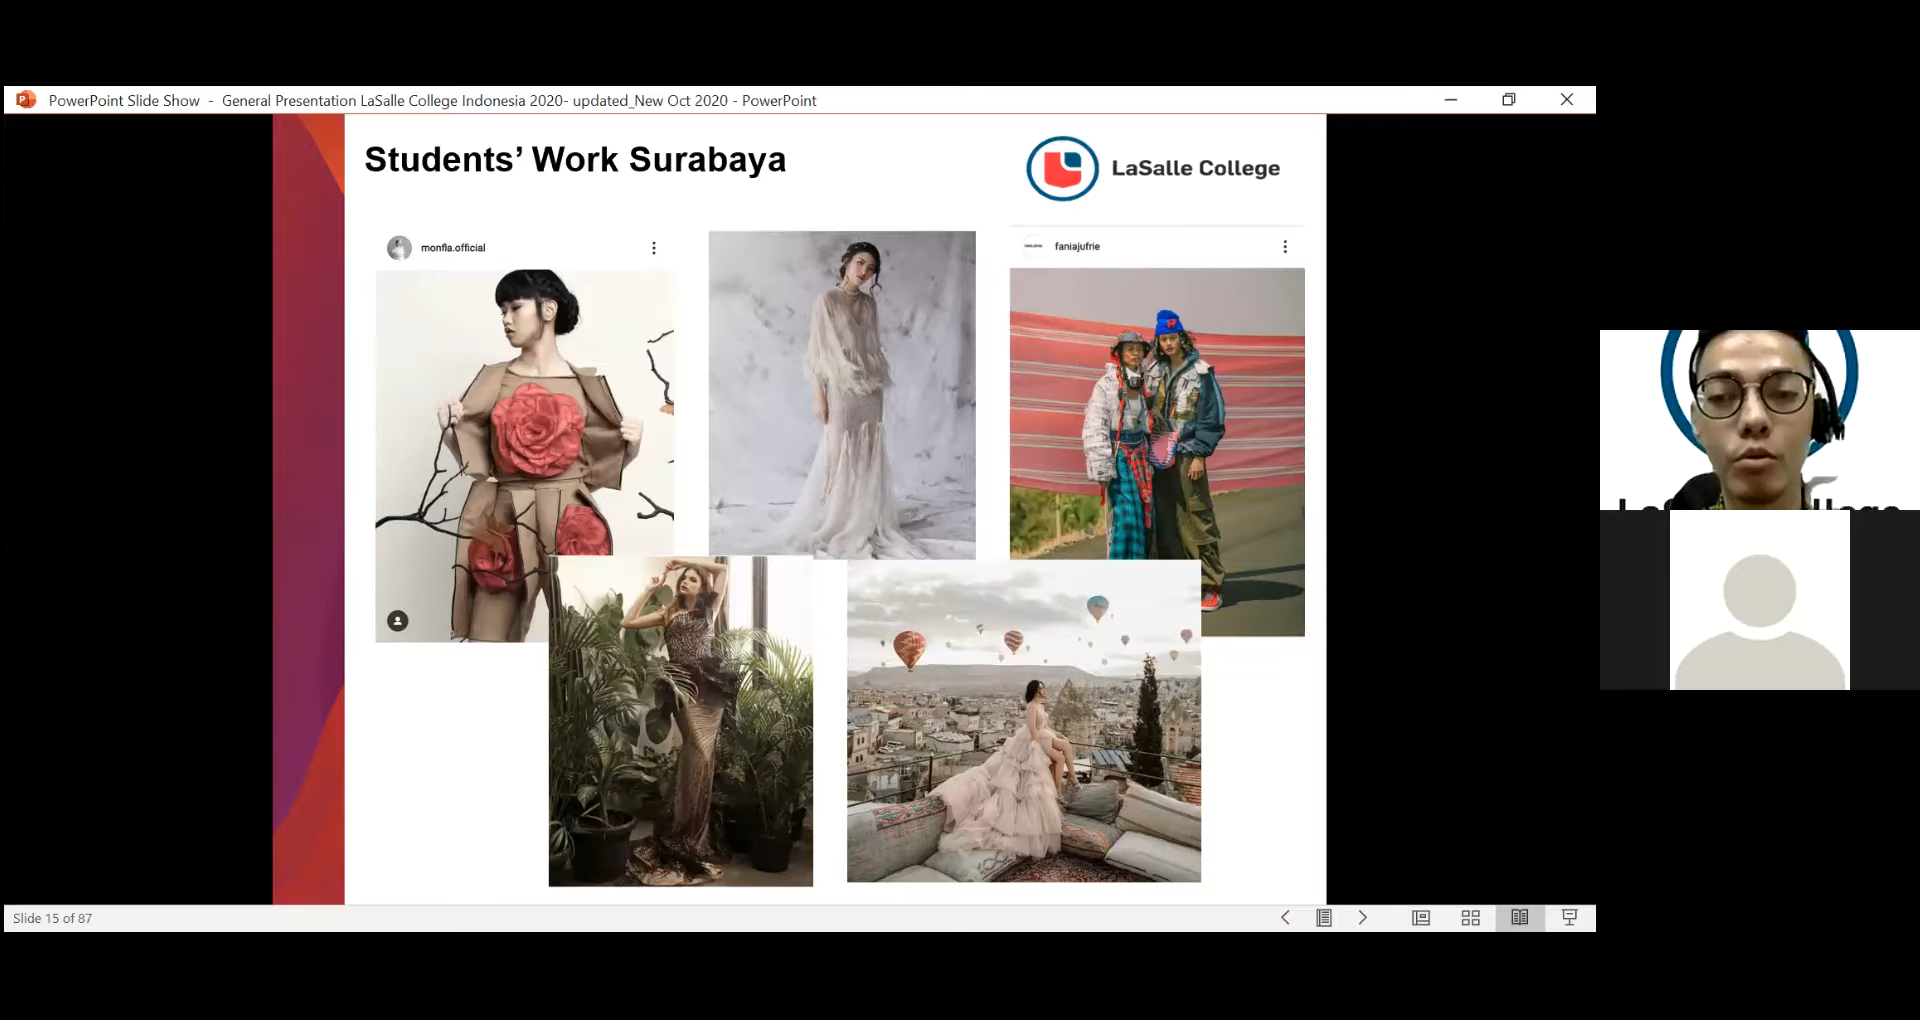 PowerPoint Slide Show - General Presentation LaSalle College Indonesia 2020- updated_New Oct 2020 - PowerPoint
Students’ Work Surabaya
LaSalle College
monfla.official
faniajufrie
Slide 15 of 87